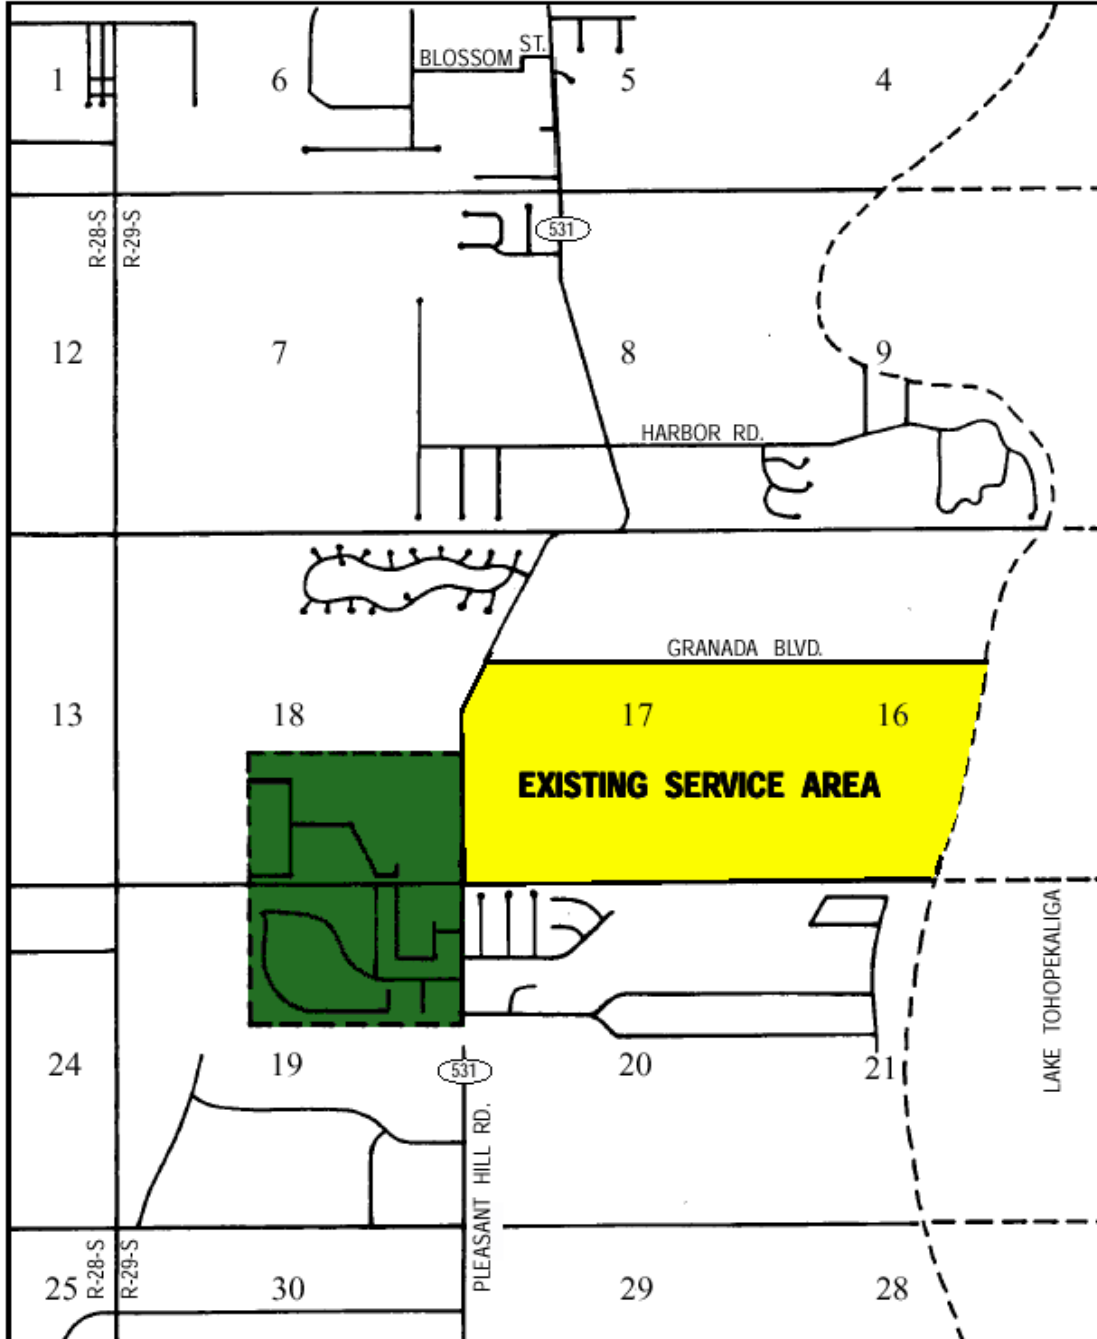 ST.
BLOSSOM
1
6
5
4
531
R-28-S
R-29-S
12
7
8
9
HARBOR RD.
GRANADA BLVD.
13
18
17
16
EXISTING SERVICE AREA
LAKE TOHOPEKALIGA
24
19
20
21
531
PLEASANT HILL RD.
R-28-S
R-29-S
25
30
29
28